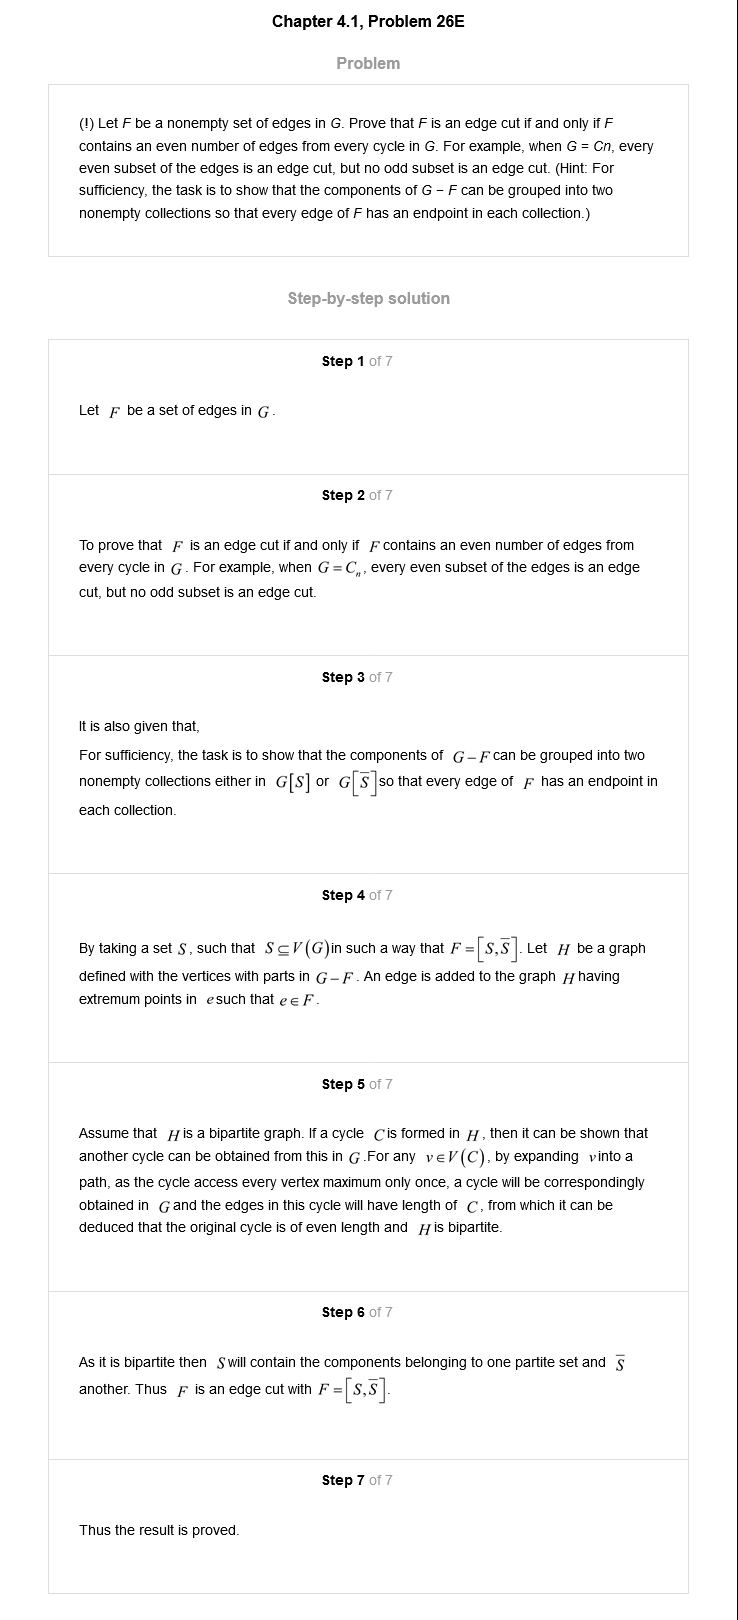 Chapter 4.1, Problem 26E
Problem
(!) Let F be a nonempty set of edges in G. Prove that F is an edge cut if and only if F
contains an even number of edges from every cycle in G. For example, when G = Cn, every
even subset of the edges is an edge cut, but no odd subset is an edge cut. (Hint: For
sufficiency, the task is to show that the components of G − F can be grouped into two
nonempty collections so that every edge of F has an endpoint in each collection.)
Step-by-step solution
Step 1 of 7
Let F be a set of edges in G.
Step 2 of 7
To prove that F is an edge cut if and only if F contains an even number of edges from
every cycle in G. For example, when G = Cₙ, every even subset of the edges is an edge
cut, but no odd subset is an edge cut.
Step 3 of 7
It is also given that,
For sufficiency, the task is to show that the components of G − F can be grouped into two
nonempty collections either in G[S] or G[S̅] so that every edge of F has an endpoint in
each collection.
Step 4 of 7
By taking a set S, such that S ⊆ V(G) in such a way that F = [S, S̅]. Let H be a graph
defined with the vertices with parts in G − F. An edge is added to the graph H having
extremum points in e such that e ∈ F.
Step 5 of 7
Assume that H is a bipartite graph. If a cycle C is formed in H, then it can be shown that
another cycle can be obtained from this in G .For any v ∈ V(C), by expanding v into a
path, as the cycle access every vertex maximum only once, a cycle will be correspondingly
obtained in G and the edges in this cycle will have length of C, from which it can be
deduced that the original cycle is of even length and H is bipartite.
Step 6 of 7
As it is bipartite then S will contain the components belonging to one partite set and S̅
another. Thus F is an edge cut with F = [S, S̅].
Step 7 of 7
Thus the result is proved.